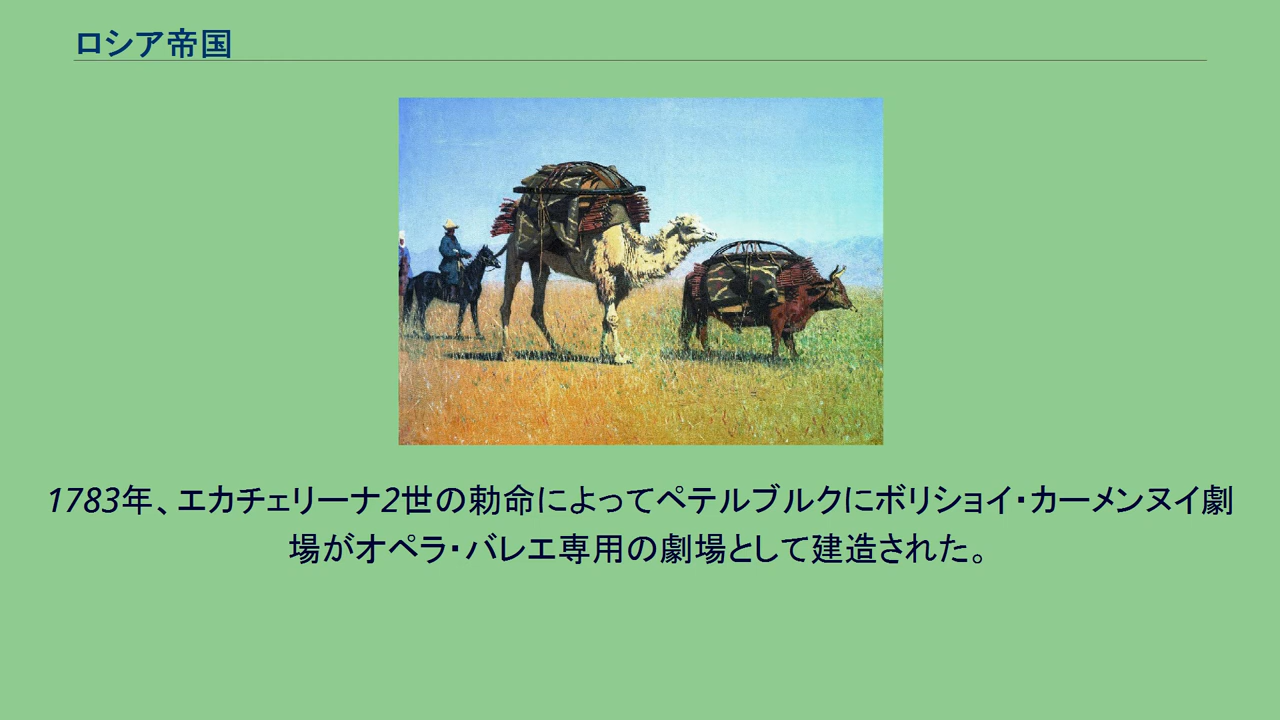 ロシア帝国
1783年、エカチェリーナ2世の勅命によってペテルブルクにボリショイ・カーメンヌイ劇
場がオペラ・バレエ専用の劇場として建造された。